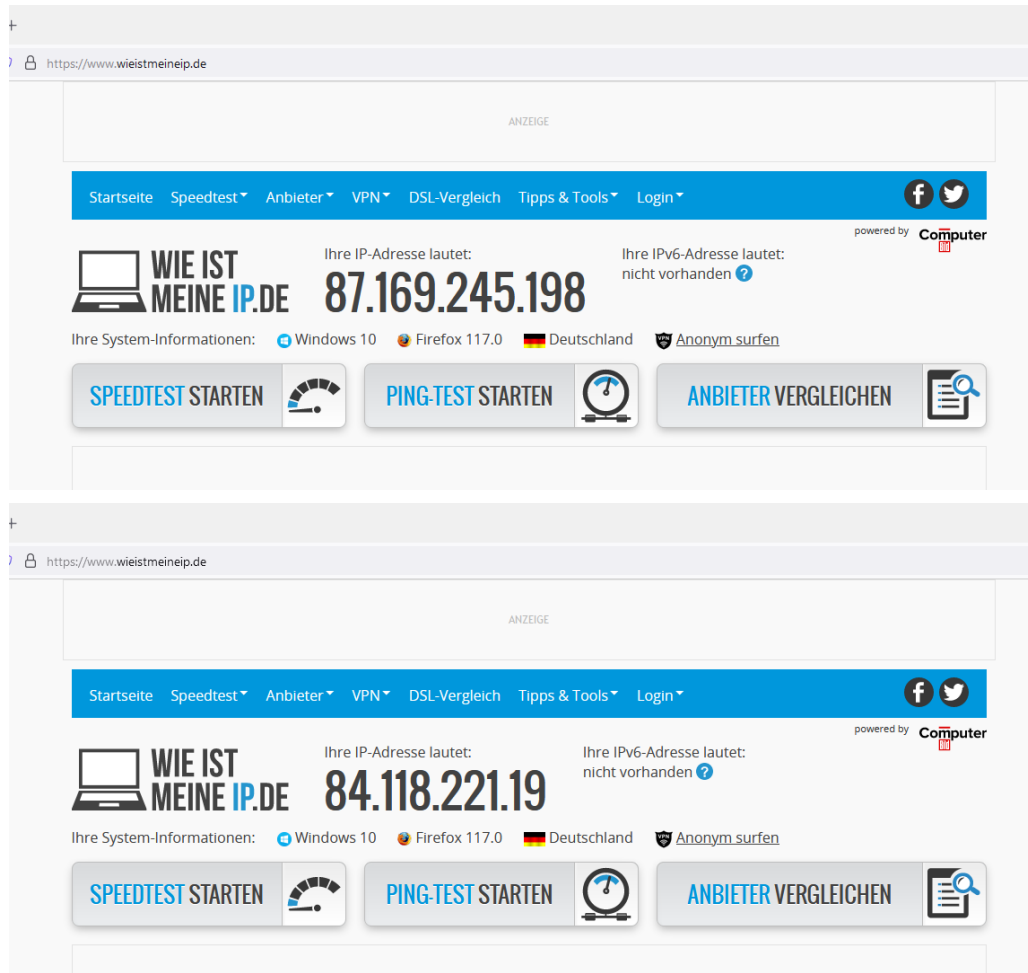 https://www.wieistmeineip.de
ANZEIGE
Startseite Speedtest Anbieter VPN DSL-Vergleich Tipps & Tools Login
powered by Computer Bild
WIE IST
MEINE IP.DE
Ihre IP-Adresse lautet:
87.169.245.198
Ihre IPv6-Adresse lautet:
nicht vorhanden ?
Ihre System-Informationen: Windows 10 Firefox 117.0 Deutschland VPN Anonym surfen
SPEEDTEST STARTEN PING-TEST STARTEN ANBIETER VERGLEICHEN
https://www.wieistmeineip.de
ANZEIGE
Startseite Speedtest Anbieter VPN DSL-Vergleich Tipps & Tools Login
powered by Computer Bild
WIE IST
MEINE IP.DE
Ihre IP-Adresse lautet:
84.118.221.19
Ihre IPv6-Adresse lautet:
nicht vorhanden ?
Ihre System-Informationen: Windows 10 Firefox 117.0 Deutschland VPN Anonym surfen
SPEEDTEST STARTEN PING-TEST STARTEN ANBIETER VERGLEICHEN